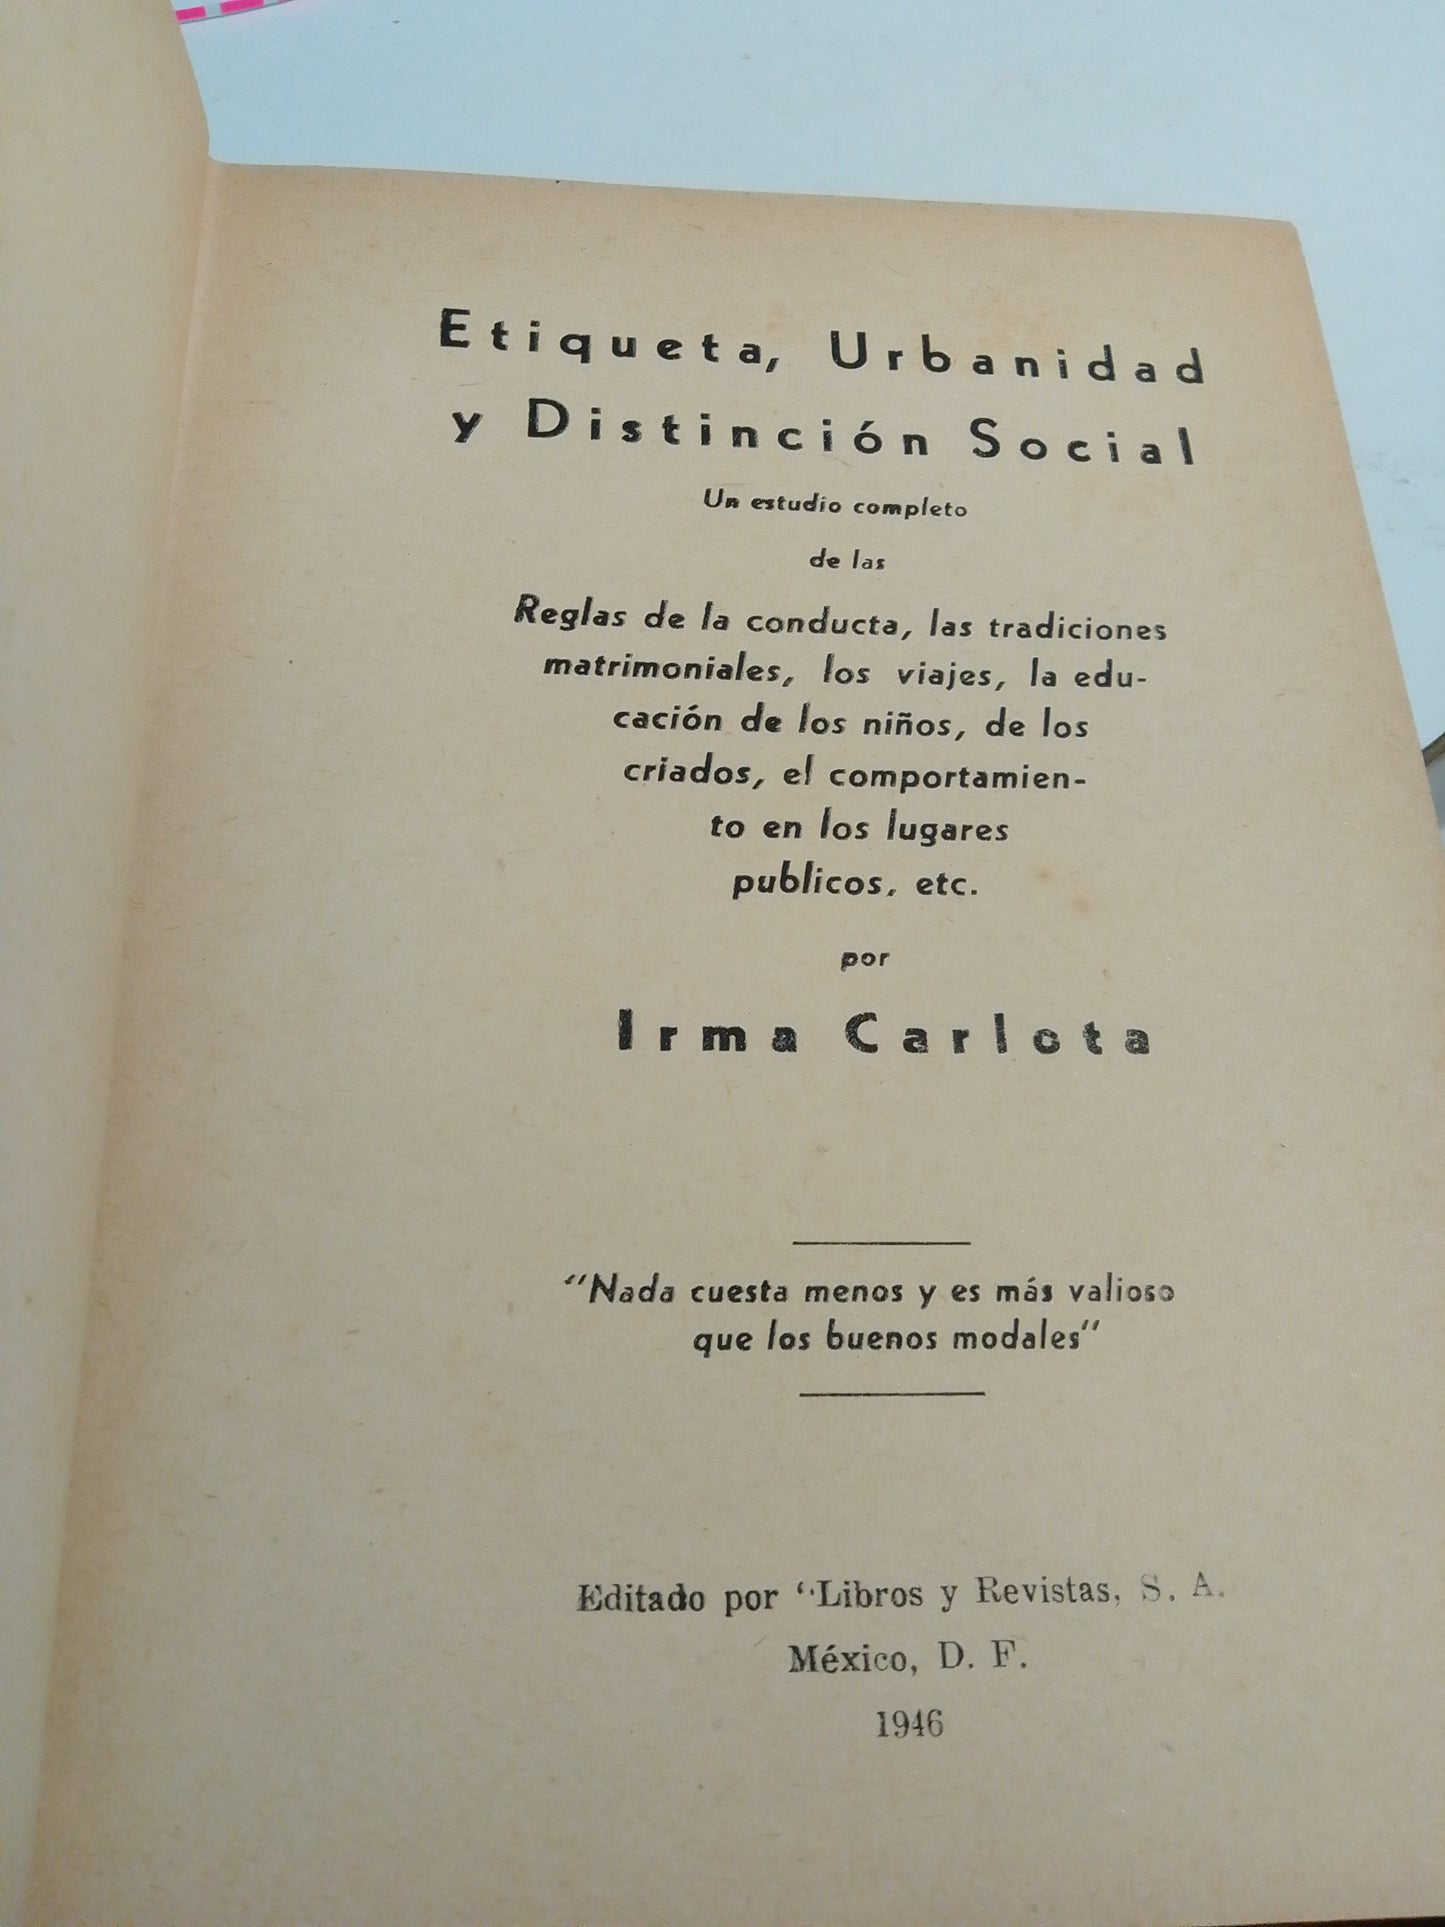 Etiqueta, Urbanidad
y Distinción Social
Un estudio completo
de las
Reglas de la conducta, las tradiciones
matrimoniales, los viajes, la edu-
cación de los niños, de los
criados, el comportamien-
to en los lugares
publicos, etc.
por
Irma Carlota
"Nada cuesta menos y es más valioso
que los buenos modales"
Editado por "Libros y Revistas, S. A.
México, D. F.
1946